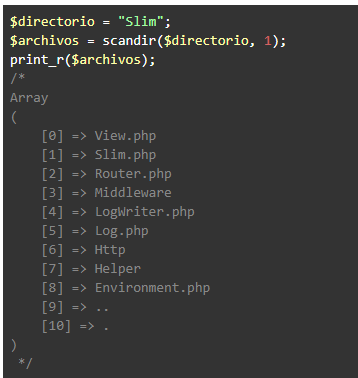 $directorio = "Slim";
$archivos = scandir($directorio, 1);
print_r($archivos);
/*
Array
(
    [0] => View.php
    [1] => Slim.php
    [2] => Router.php
    [3] => Middleware
    [4] => LogWriter.php
    [5] => Log.php
    [6] => Http
    [7] => Helper
    [8] => Environment.php
    [9] => ..
    [10] => .
)
 */